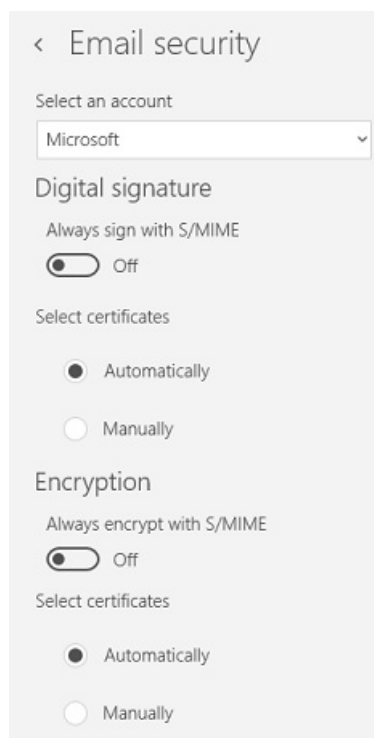 Email security
Select an account
Microsoft
Digital signature
Always sign with S/MIME
Off
Select certificates
Automatically
Manually
Encryption
Always encrypt with S/MIME
Off
Select certificates
Automatically
Manually